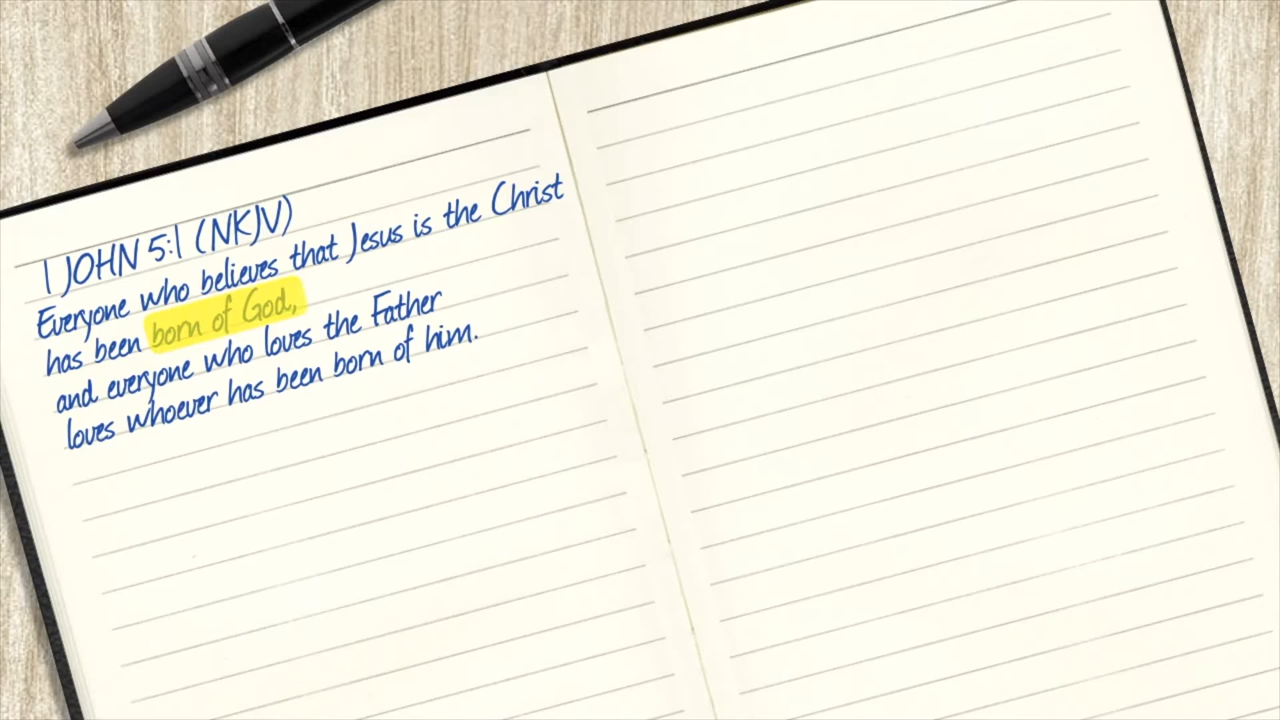 1 JOHN 5:1 (NKJV)
Everyone who believes that Jesus is the Christ
has been born of God,
and everyone who loves the Father
loves whoever has been born of him.